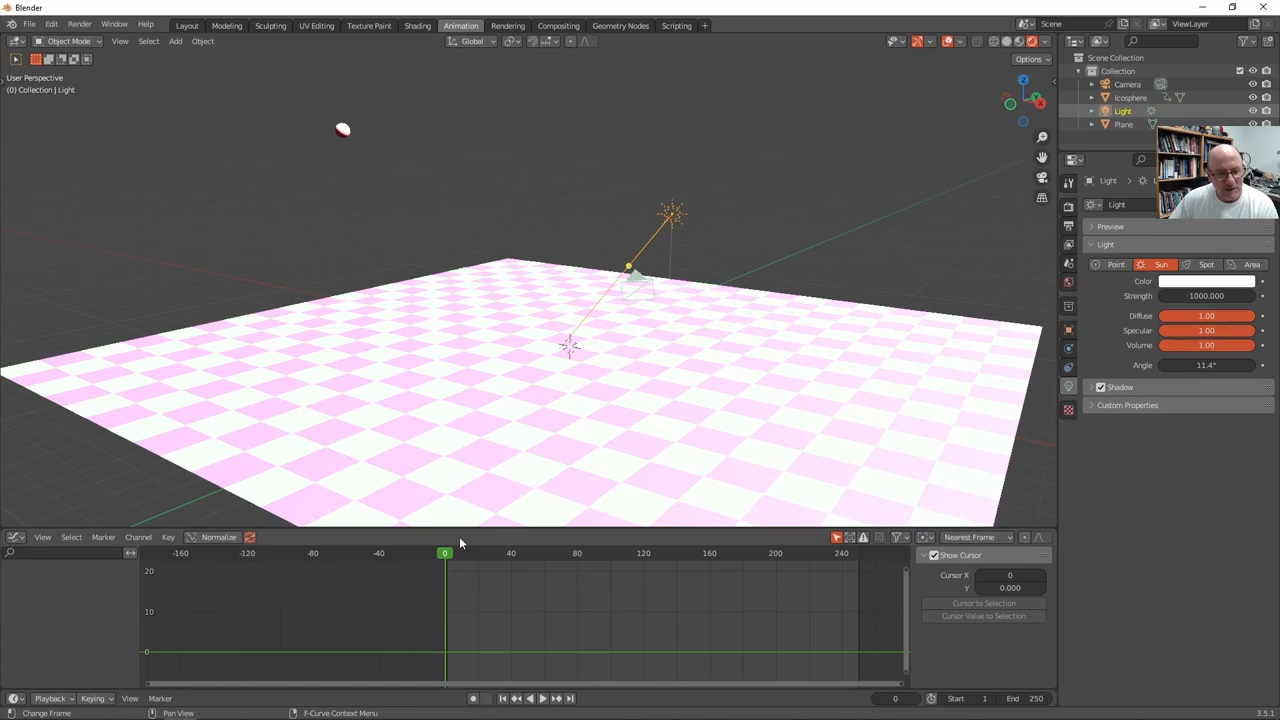 Blender
File Edit Render Window Help Layout Modeling Sculpting UV Editing Texture Paint Shading Animation Rendering Compositing Geometry Nodes Scripting + Scene ViewLayer
Object Mode View Select Add Object Global
Options
User Perspective
(0) Collection | Light
Z
Y
X
Scene Collection
Collection
Camera
Icosphere
Light
Plane
Light
Light
Preview
Light
Point Sun Spot Area
Color
Strength 1000.000
Diffuse 1.00
Specular 1.00
Volume 1.00
Angle 11.4°
Shadow
Custom Properties
View Select Marker Channel Key Normalize Nearest Frame
-160 -120 -80 -40 0 40 80 120 160 200 240
20
10
0
Show Cursor
Cursor X 0
Y 0.000
Cursor to Selection
Cursor Value to Selection
Playback Keying View Marker 0 Start 1 End 250
Change Frame Pan View F-Curve Context Menu 3.5.1